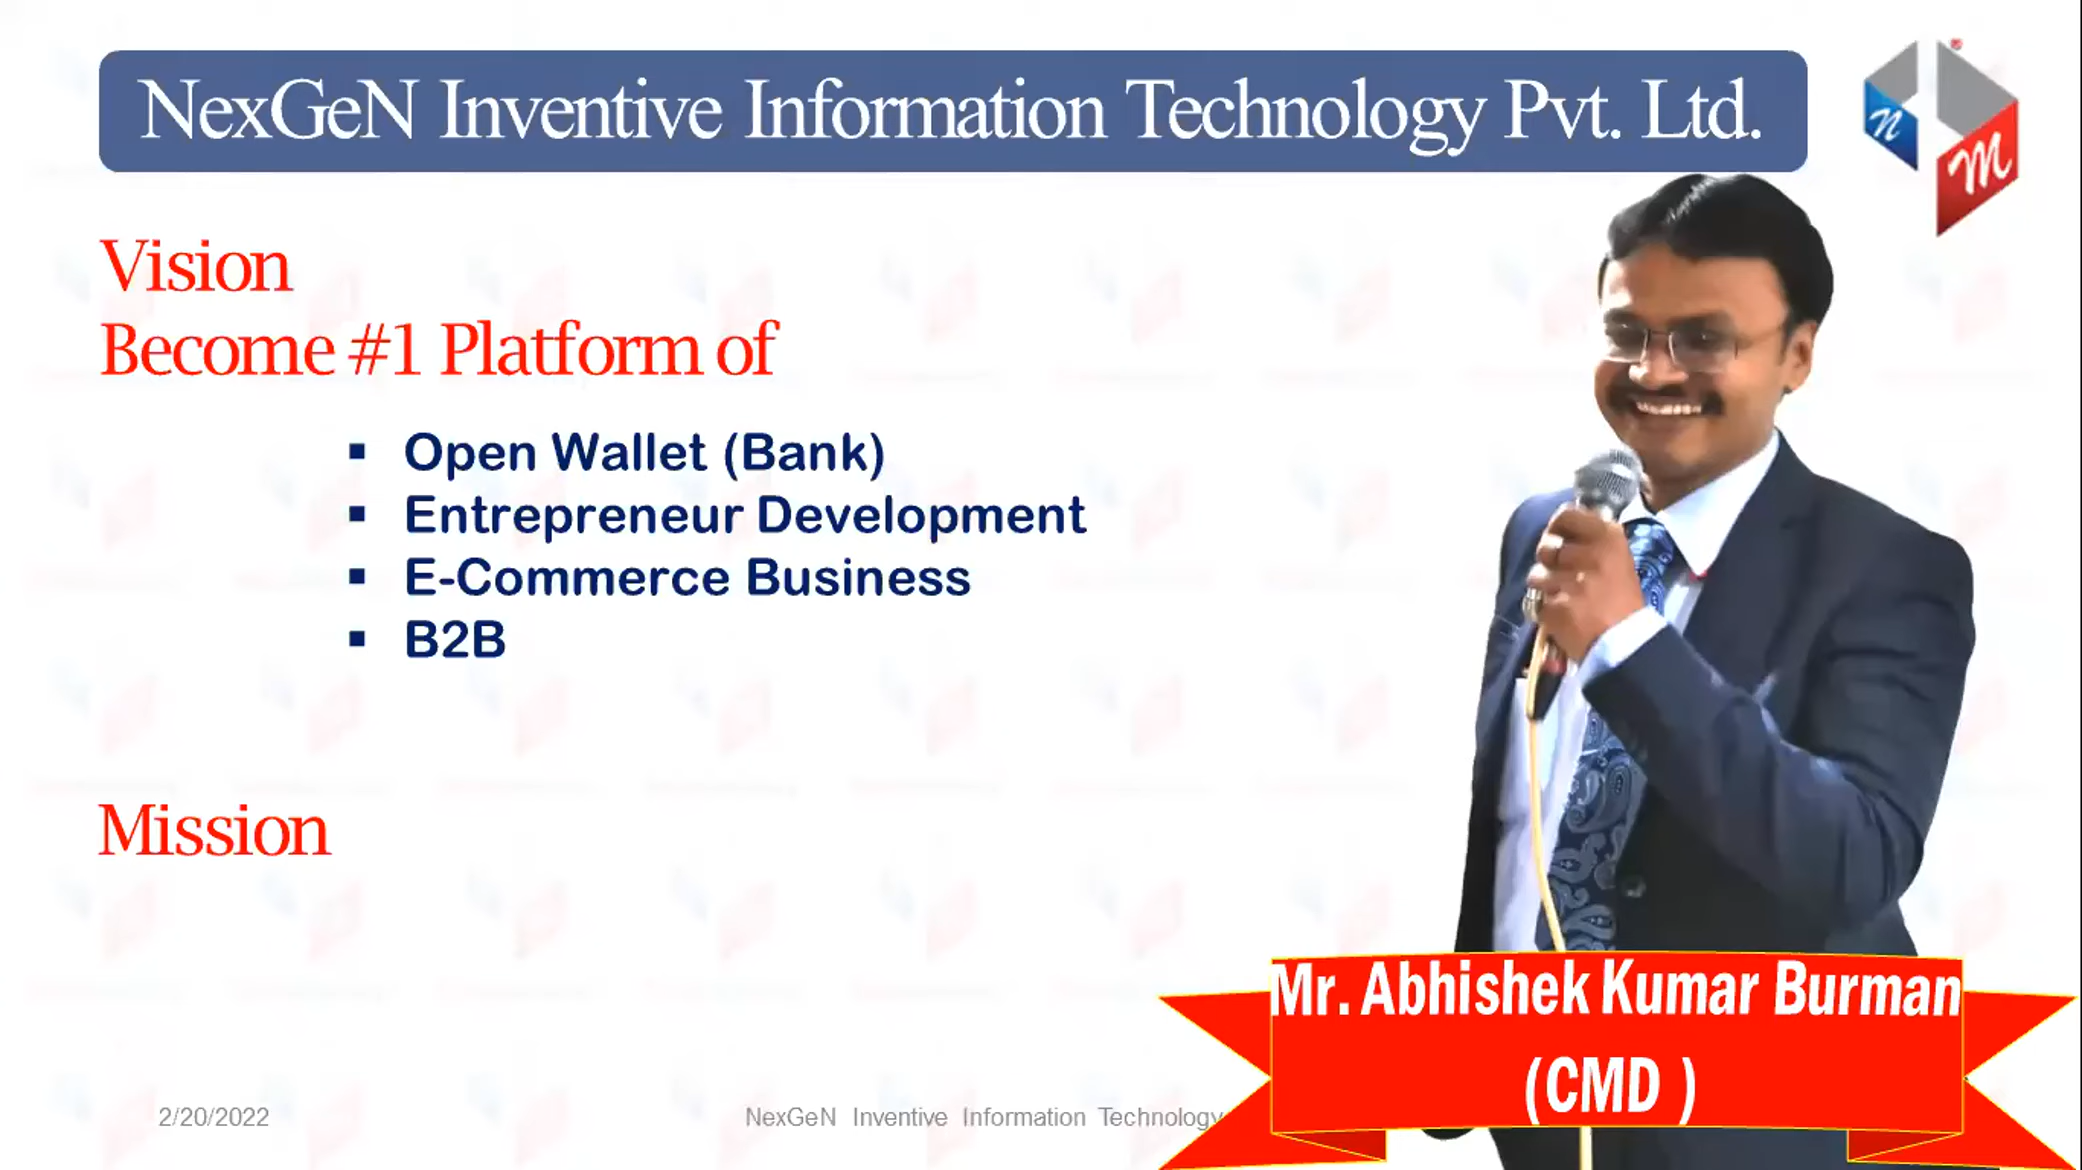 NexGeN Inventive Information Technology Pvt. Ltd.
n
m
Vision
Become #1 Platform of
▪ Open Wallet (Bank)
▪ Entrepreneur Development
▪ E-Commerce Business
▪ B2B
Mission
Mr. Abhishek Kumar Burman
(CMD )
2/20/2022
NexGeN Inventive Information Technology